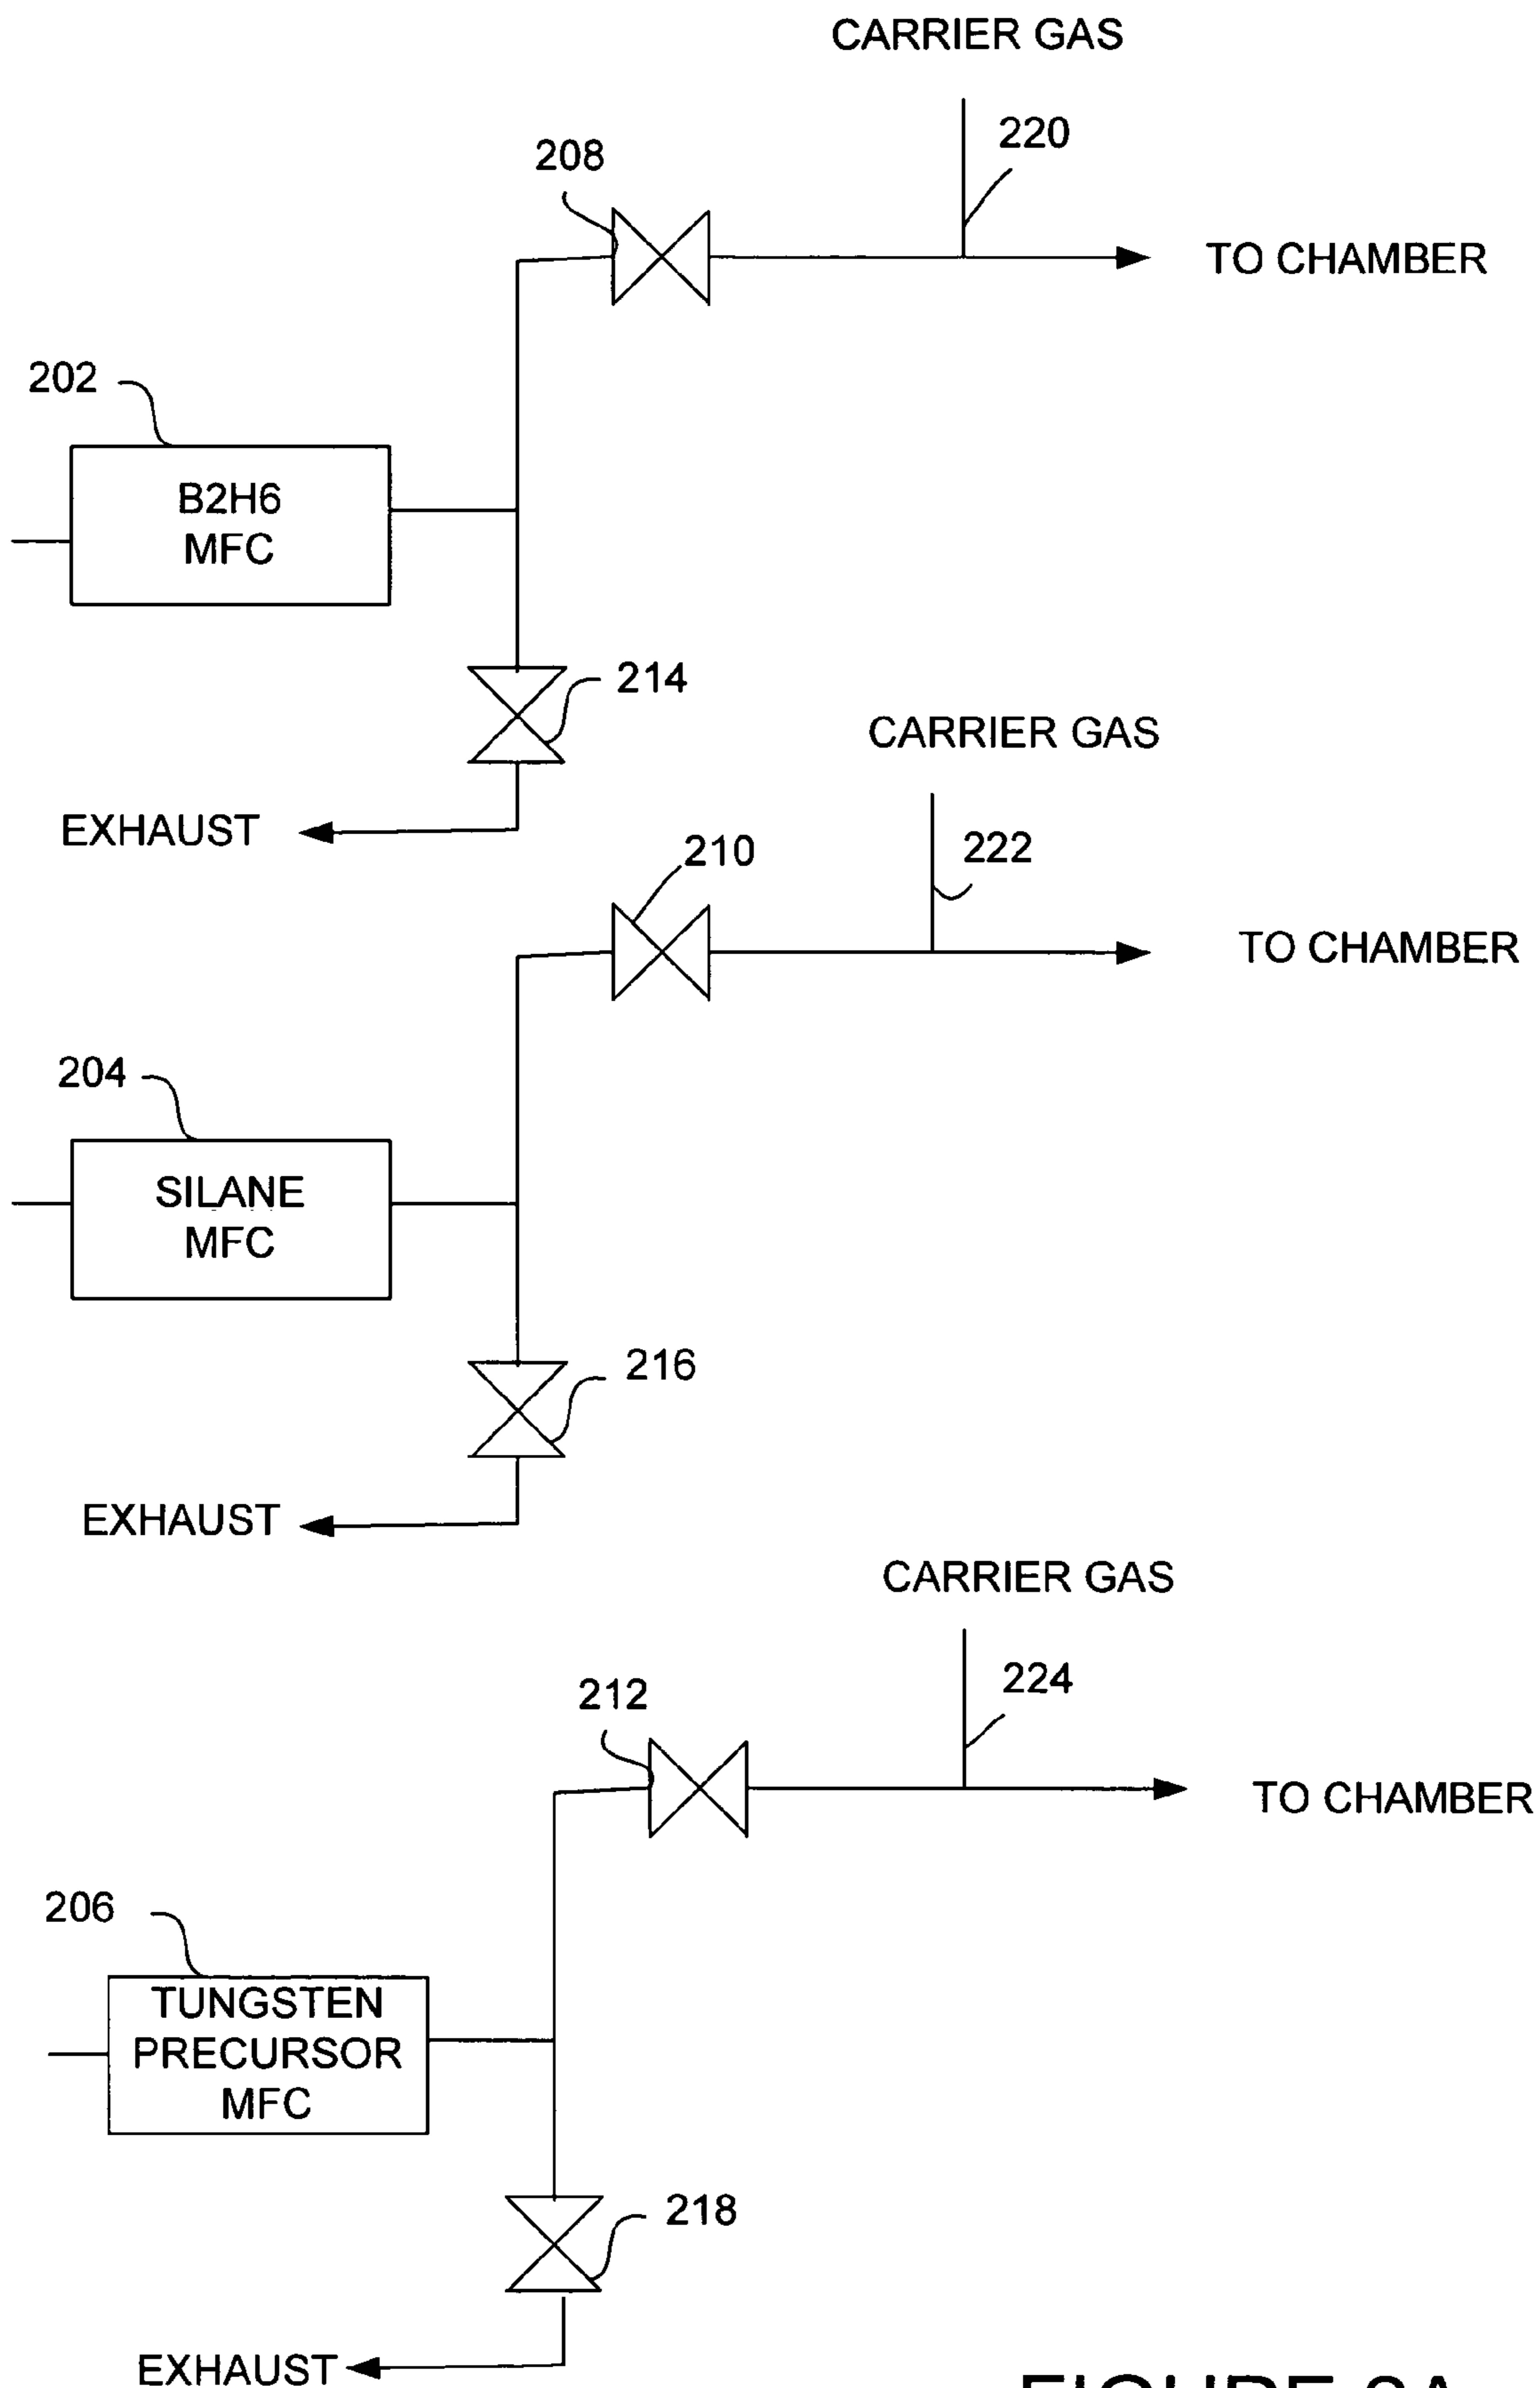 CARRIER GAS
220
208
TO CHAMBER
202
B2H6
MFC
214
CARRIER GAS
EXHAUST
210
222
TO CHAMBER
204
SILANE
MFC
216
EXHAUST
CARRIER GAS
224
212
TO CHAMBER
206
TUNGSTEN
PRECURSOR
MFC
218
EXHAUST